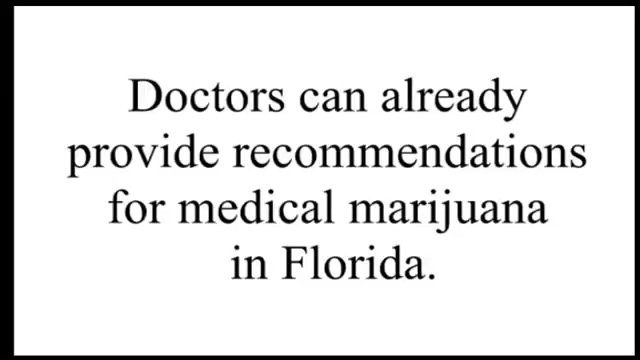 Doctors can already
provide recommendations
for medical marijuana
in Florida.